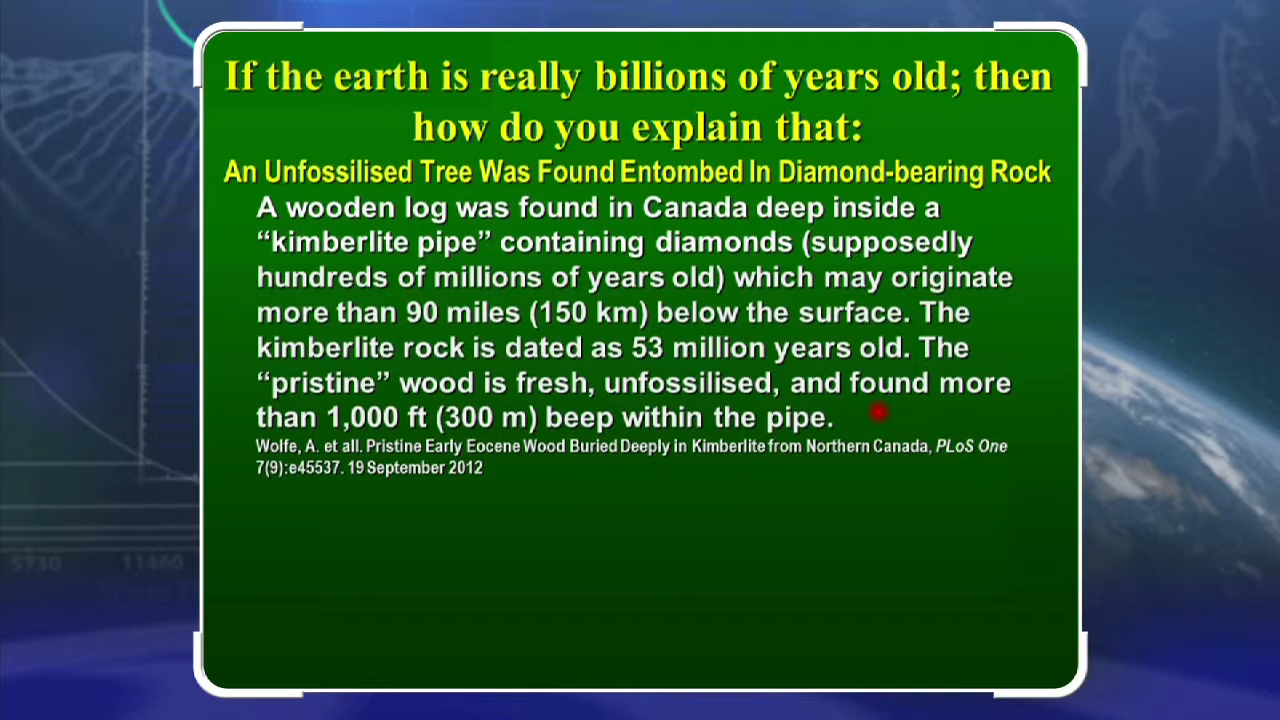 If the earth is really billions of years old; then
how do you explain that:
An Unfossilised Tree Was Found Entombed In Diamond-bearing Rock
A wooden log was found in Canada deep inside a
“kimberlite pipe” containing diamonds (supposedly
hundreds of millions of years old) which may originate
more than 90 miles (150 km) below the surface. The
kimberlite rock is dated as 53 million years old. The
“pristine” wood is fresh, unfossilised, and found more
than 1,000 ft (300 m) beep within the pipe.
Wolfe, A. et all. Pristine Early Eocene Wood Buried Deeply in Kimberlite from Northern Canada, PLoS One
7(9):e45537. 19 September 2012
5730 11460